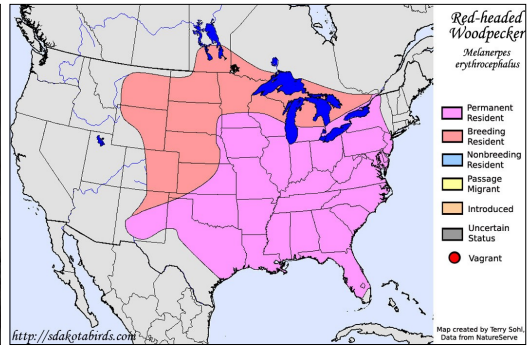 Red-headed
Woodpecker
Melanerpes
erythrocephalus
Permanent
Resident
Breeding
Resident
Nonbreeding
Resident
Passage
Migrant
Introduced
Uncertain
Status
Vagrant
http://sdakotabirds.com
Map created by Terry Sohl,
Data from NatureServe